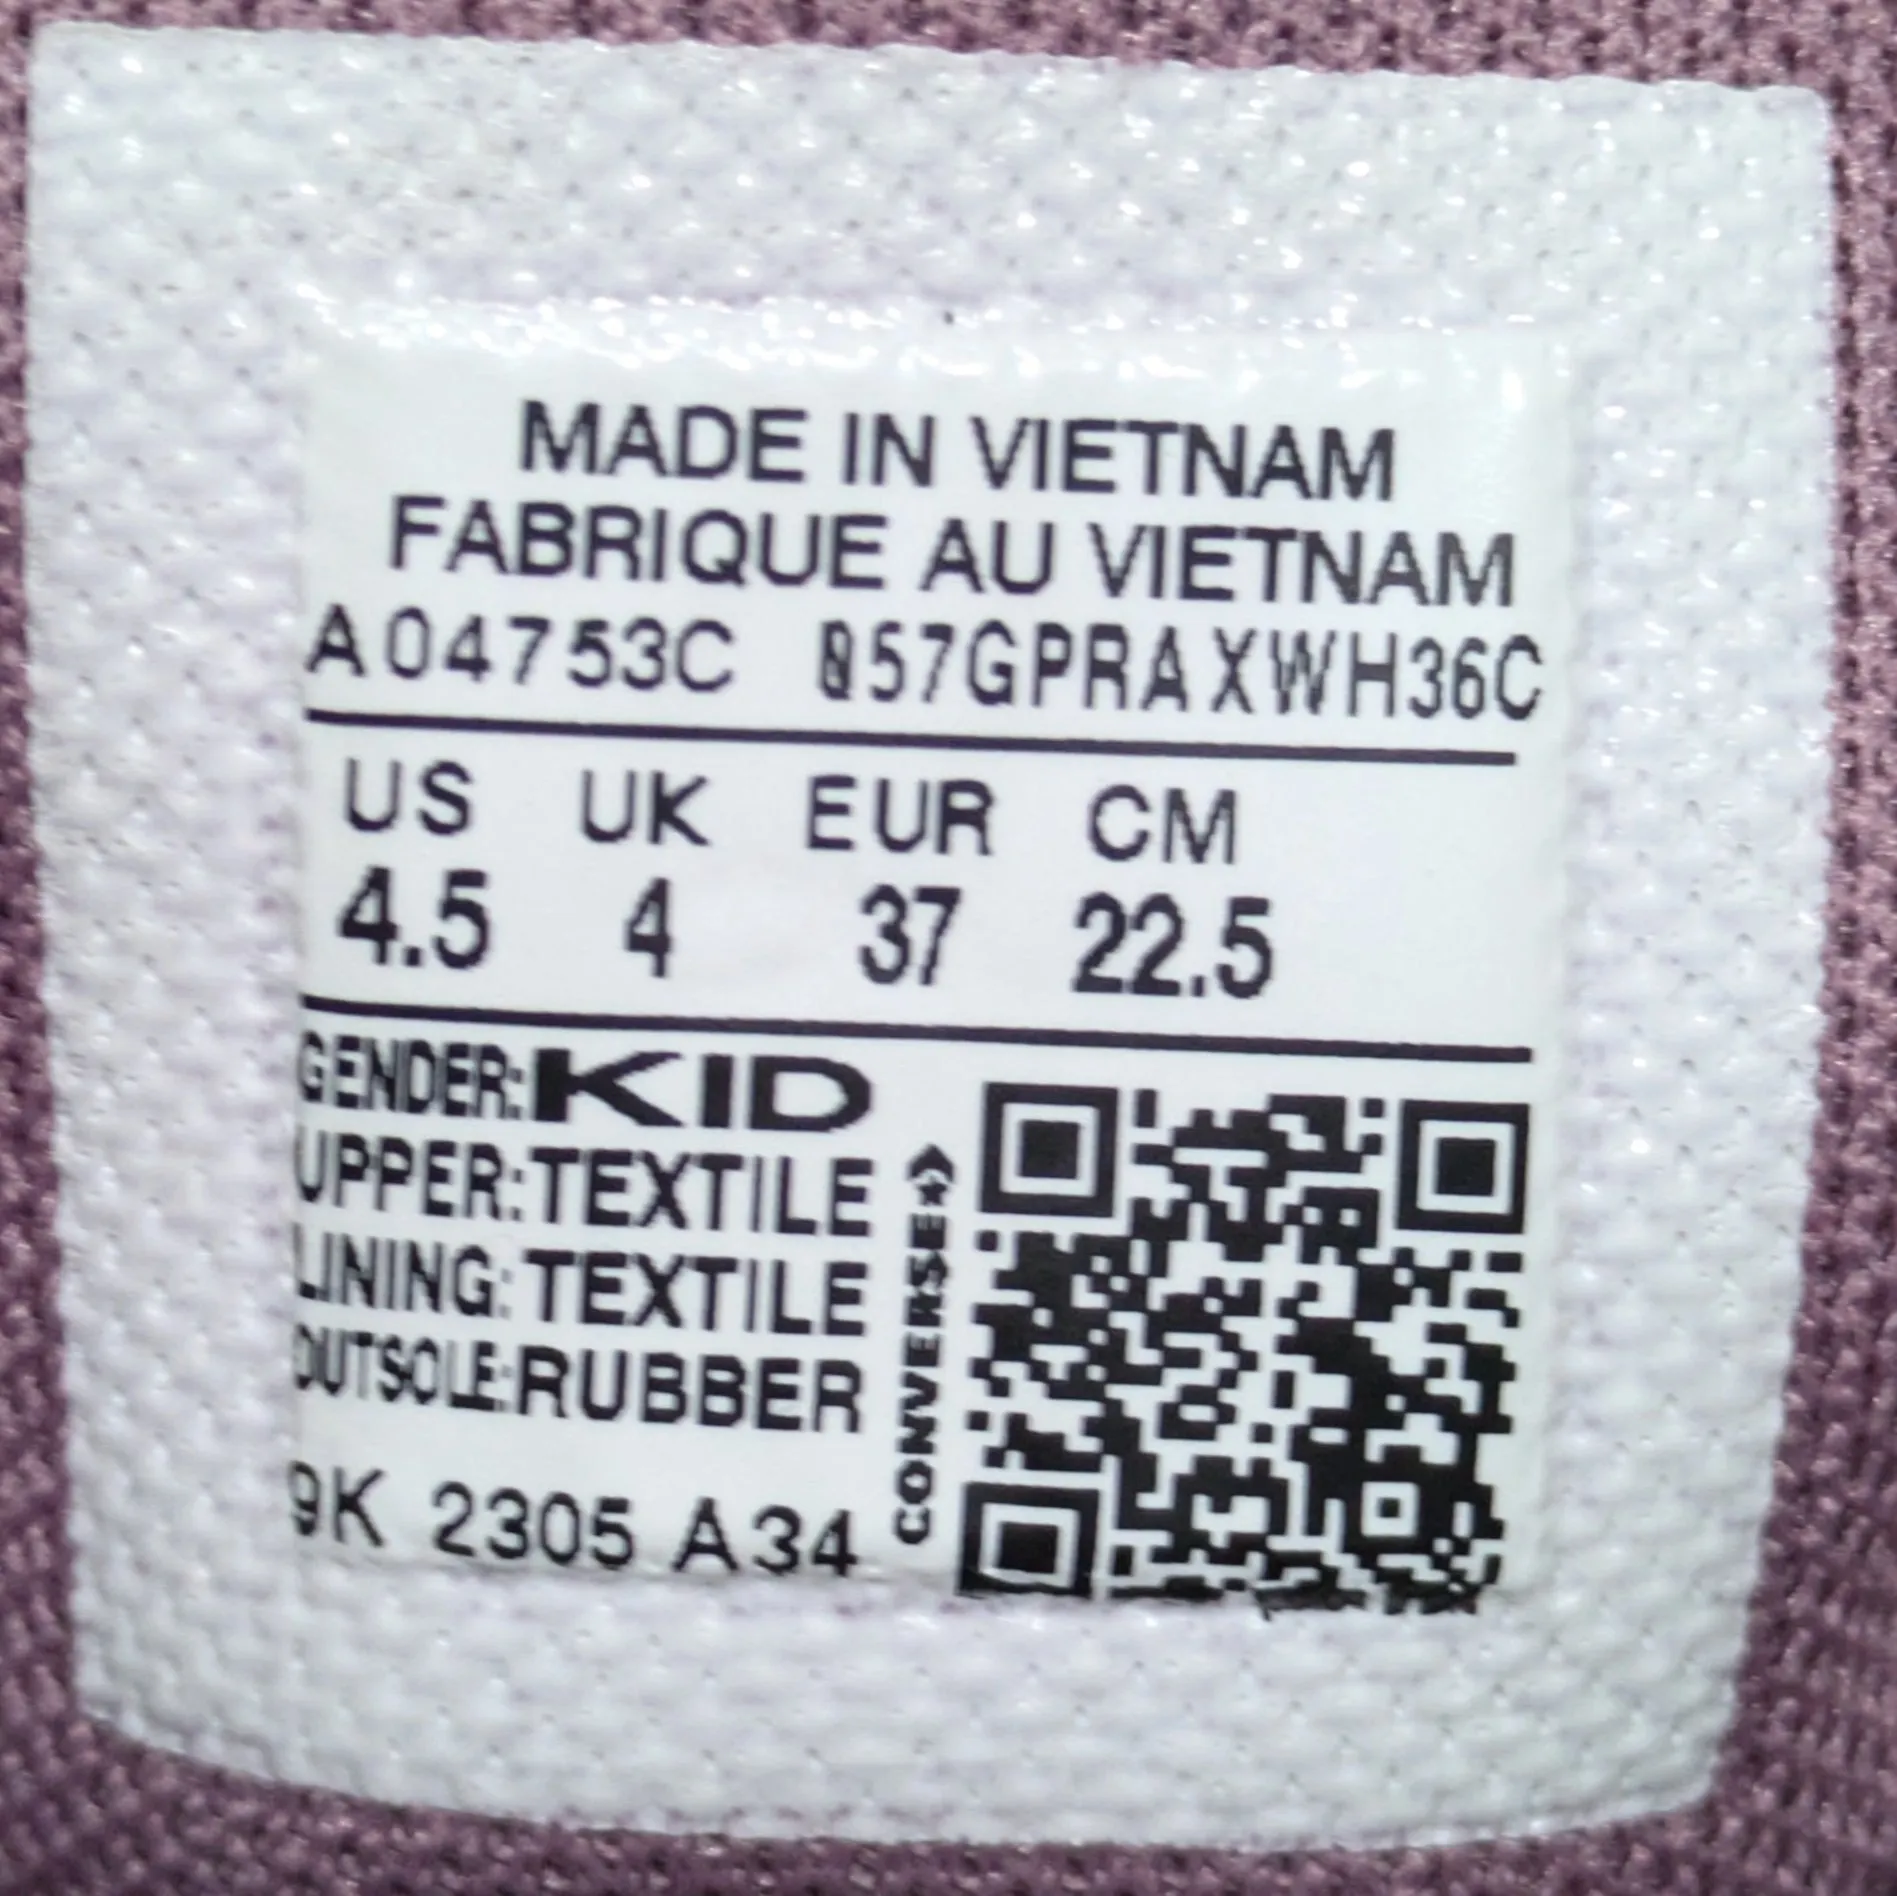 MADE IN VIETNAM
FABRIQUE AU VIETNAM
A04753C 057GPRAXWH36C
US UK EUR CM
4.5 4 37 22.5
GENDER:KID
UPPER:TEXTILE
LINING:TEXTILE
OUTSOLE:RUBBER
9K 2305 A34
CONVERSE